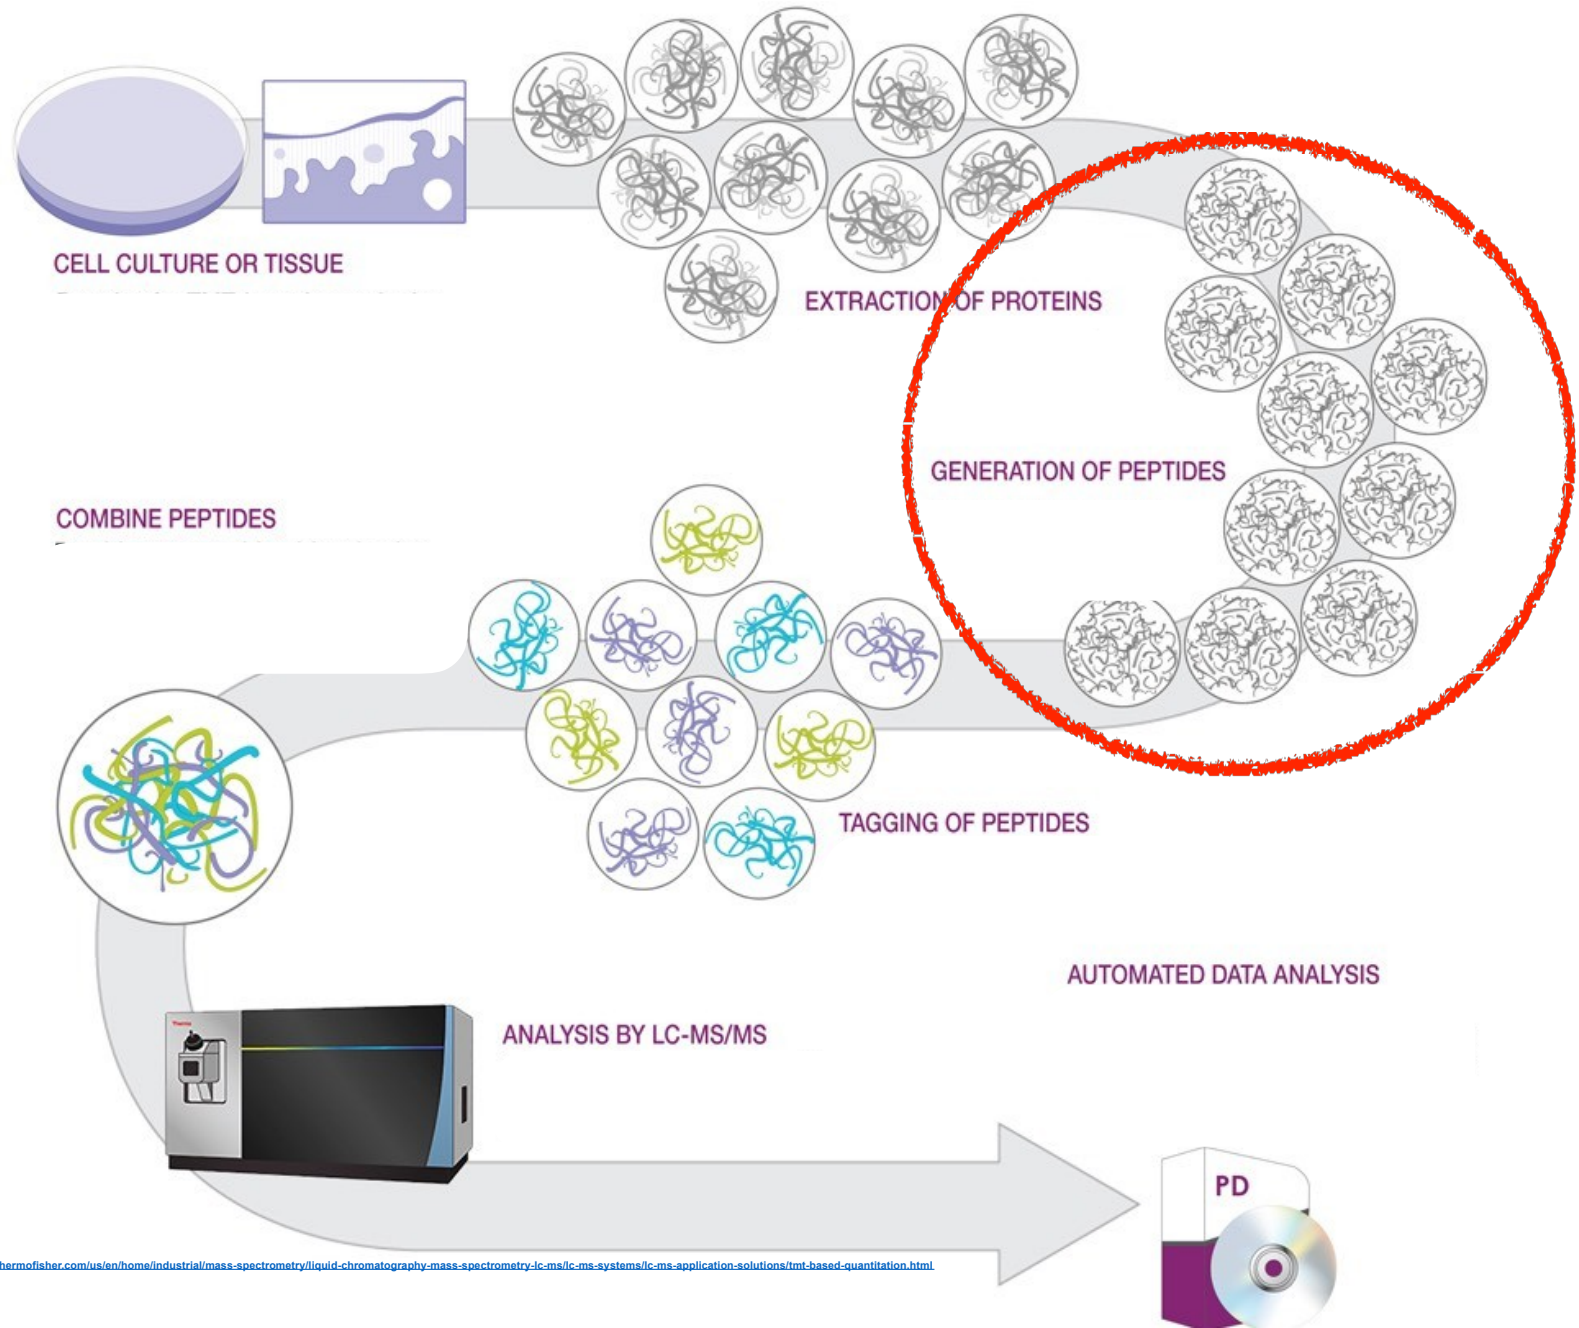 CELL CULTURE OR TISSUE
EXTRACTION OF PROTEINS
GENERATION OF PEPTIDES
COMBINE PEPTIDES
TAGGING OF PEPTIDES
AUTOMATED DATA ANALYSIS
ANALYSIS BY LC-MS/MS
Thermo
PD
hermofisher.com/us/en/home/industrial/mass-spectrometry/liquid-chromatography-mass-spectrometry-lc-ms/lc-ms-systems/lc-ms-application-solutions/tmt-based-quantitation.html